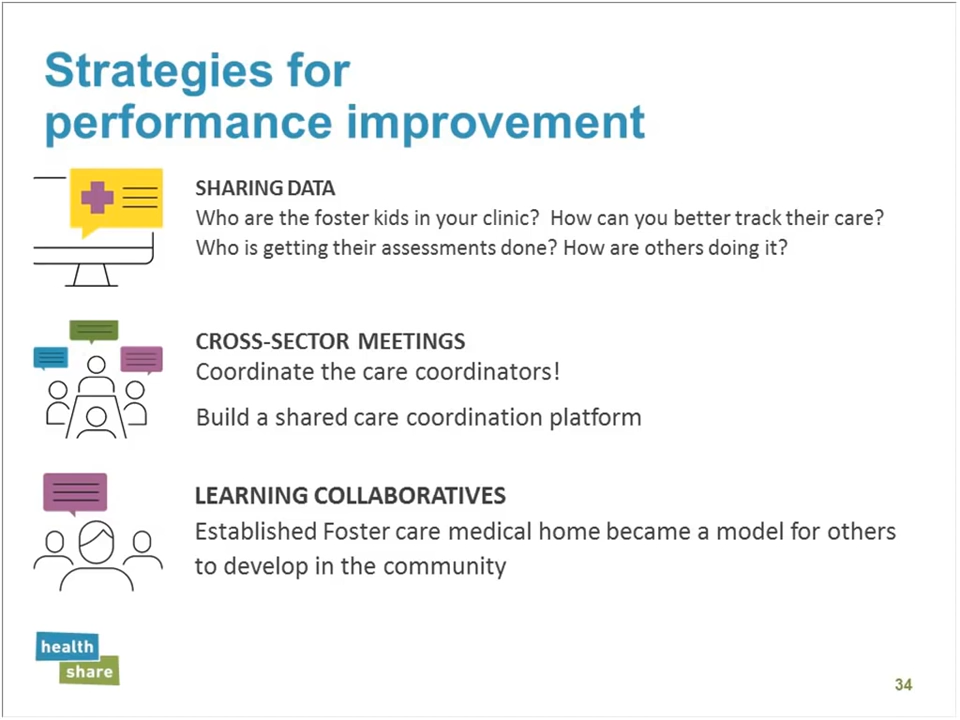 Strategies for
performance improvement
SHARING DATA
Who are the foster kids in your clinic?  How can you better track their care?
Who is getting their assessments done? How are others doing it?
CROSS-SECTOR MEETINGS
Coordinate the care coordinators!
Build a shared care coordination platform
LEARNING COLLABORATIVES
Established Foster care medical home became a model for others
to develop in the community
health
share
34